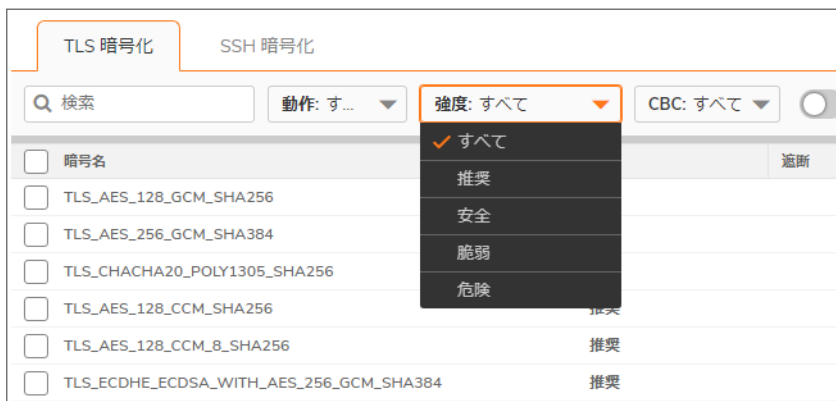 TLS 暗号化 SSH 暗号化
検索 動作: す... 強度: すべて CBC: すべて
すべて
推奨
安全
脆弱
危険
暗号名 遮断
TLS_AES_128_GCM_SHA256
TLS_AES_256_GCM_SHA384
TLS_CHACHA20_POLY1305_SHA256
TLS_AES_128_CCM_SHA256 推奨
TLS_AES_128_CCM_8_SHA256 推奨
TLS_ECDHE_ECDSA_WITH_AES_256_GCM_SHA384 推奨